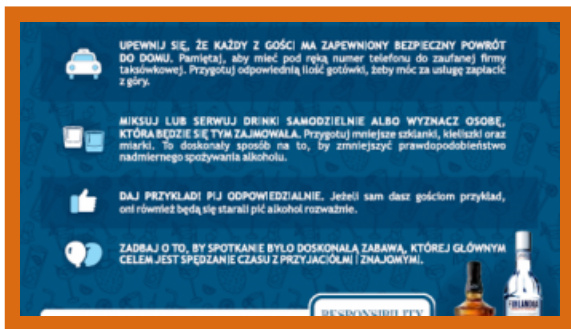 UPEWNIJ SIĘ, ŻE KAŻDY Z GOŚCI MA ZAPEWNIONY BEZPIECZNY POWRÓT
DO DOMU. Pamiętaj, aby mieć pod ręką numer telefonu do zaufanej firmy
taksówkowej. Przygotuj odpowiednią ilość gotówki, żeby móc za usługę zapłacić
z góry.
MIKSUJ LUB SERWUJ DRINKI SAMODZIELNIE ALBO WYZNACZ OSOBĘ,
KTÓRA BĘDZIE SIĘ TYM ZAJMOWAŁA. Przygotuj mniejsze szklanki, kieliszki oraz
miarki. To doskonały sposób na to, by zmniejszyć prawdopodobieństwo
nadmiernego spożywania alkoholu.
DAJ PRZYKŁAD! PIJ ODPOWIEDZIALNIE. Jeżeli sam dasz gościom przykład,
oni również będą się starali pić alkohol rozważnie.
ZADBAJ O TO, BY SPOTKANIE BYŁO DOSKONAŁĄ ZABAWĄ, KTÓREJ GŁÓWNYM
CELEM JEST SPĘDZANIE CZASU Z PRZYJACIÓŁMI I ZNAJOMYMI.
FINLANDIA
RESPONSIBILITY